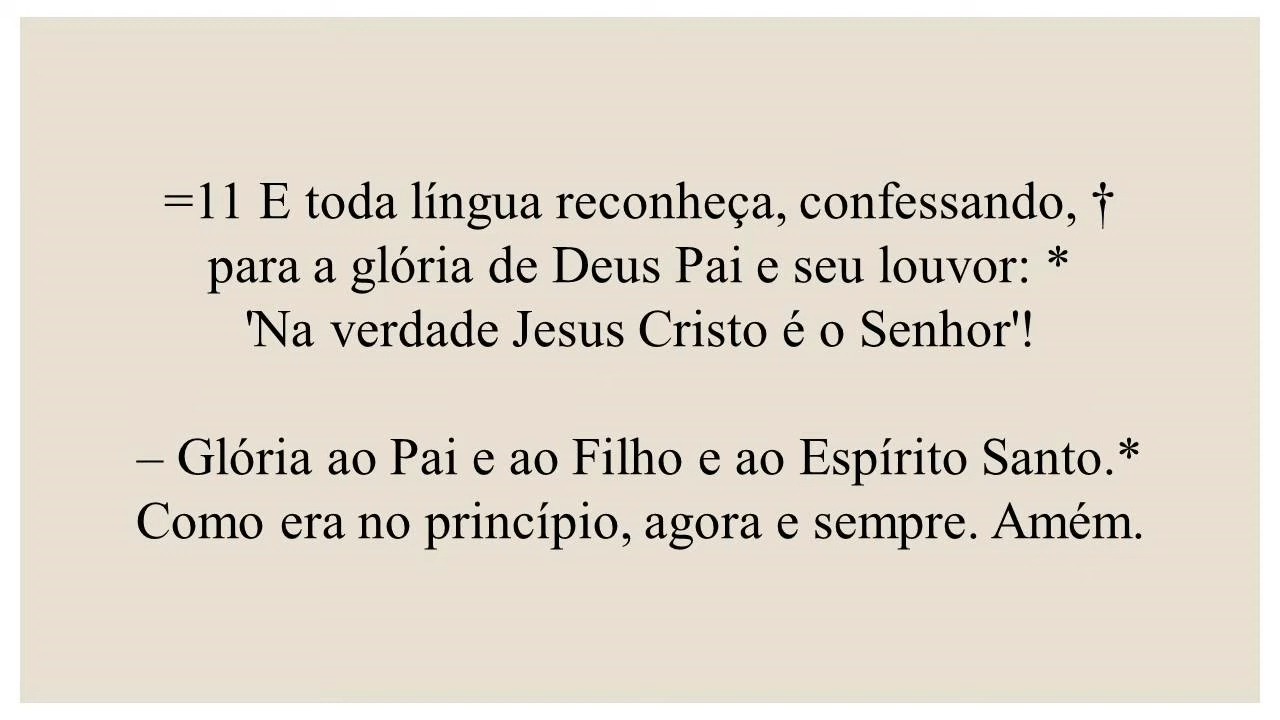 =11 E toda língua reconheça, confessando, †
para a glória de Deus Pai e seu louvor: *
'Na verdade Jesus Cristo é o Senhor'!
– Glória ao Pai e ao Filho e ao Espírito Santo.*
Como era no princípio, agora e sempre. Amém.